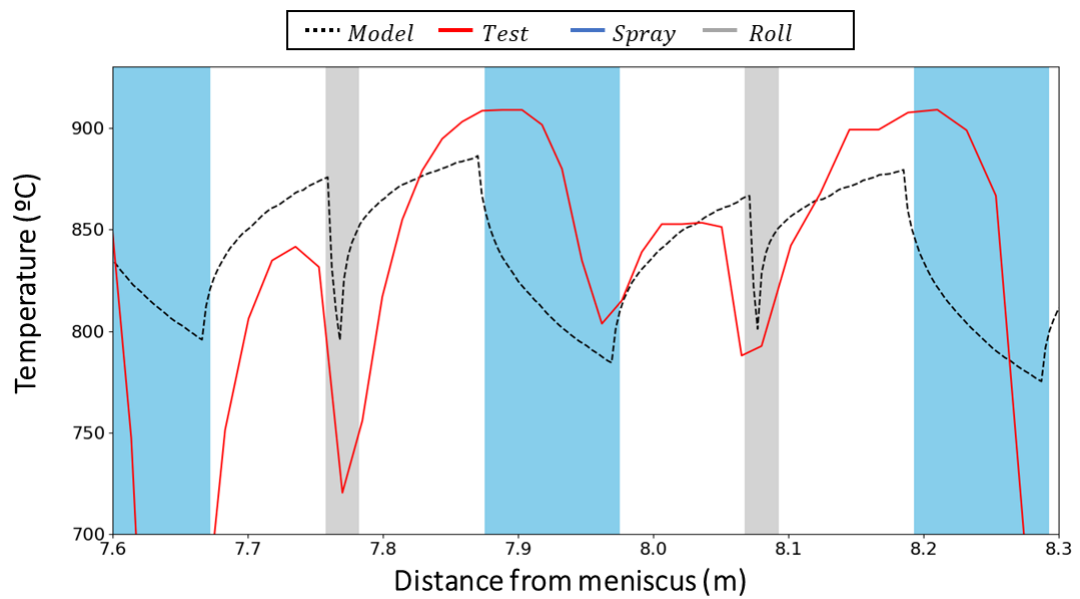 Model Test Spray Roll
Temperature (ºC)
900
850
800
750
700
7.6 7.7 7.8 7.9 8.0 8.1 8.2 8.3
Distance from meniscus (m)